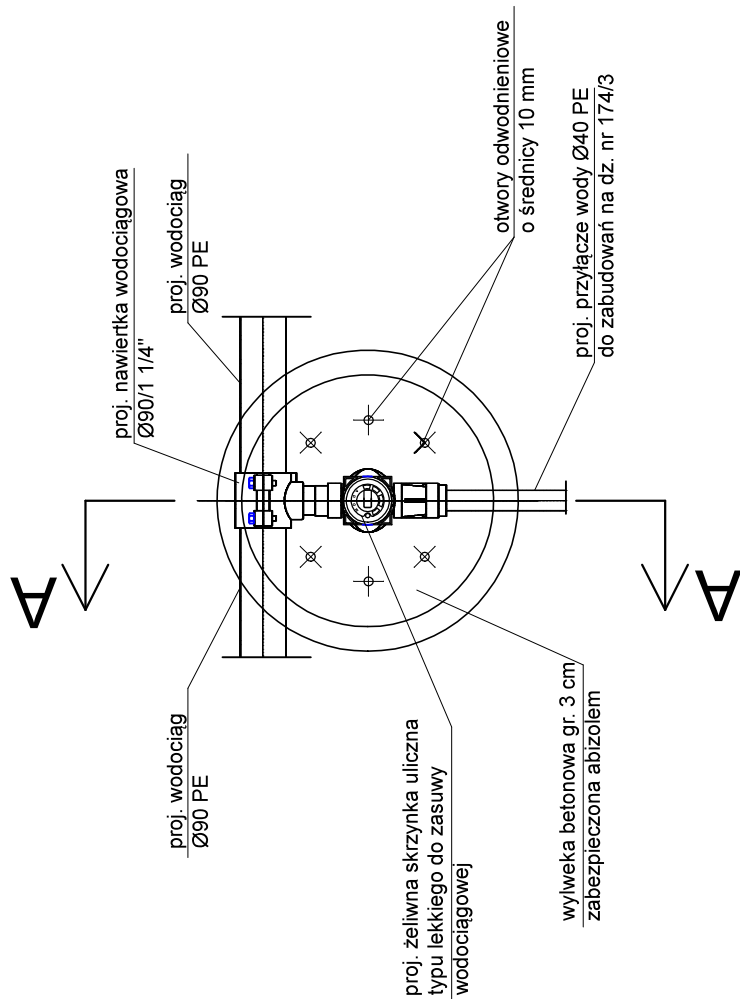 proj. nawiertka wodociągowa
Ø90/1 1/4"
proj. wodociąg
Ø90 PE
otwory odwodnieniowe
o średnicy 10 mm
proj. przyłącze wody Ø40 PE
do zabudowań na dz. nr 174/3
A
A
proj. wodociąg
Ø90 PE
proj. żeliwna skrzynka uliczna
typu lekkiego do zasuwy
wodociągowej
wylweka betonowa gr. 3 cm
zabezpieczona abizolem